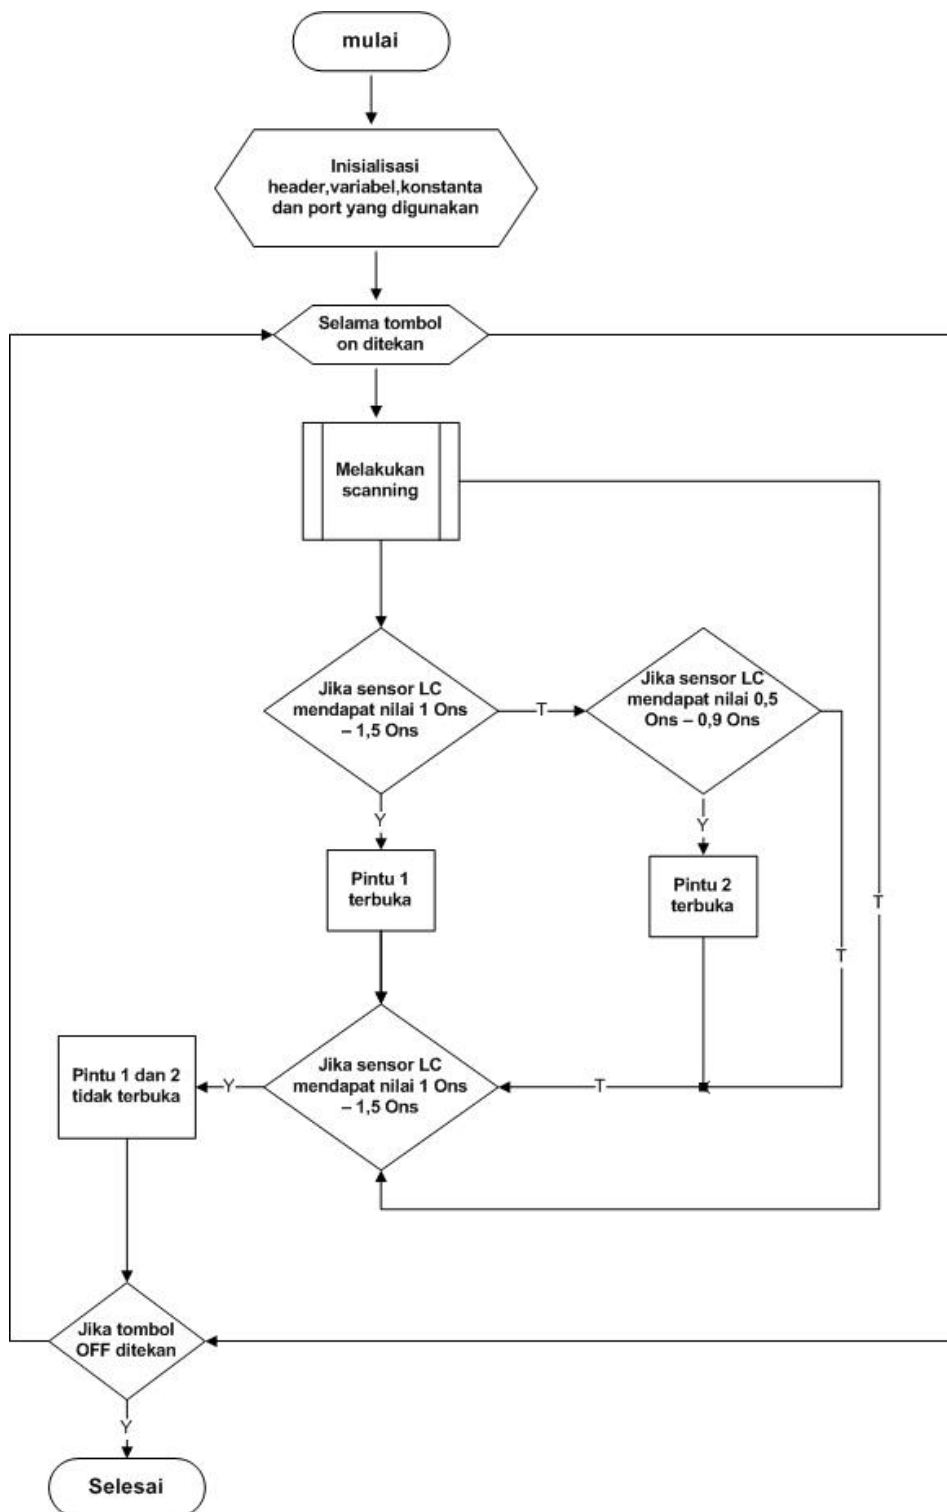 mulai
Inisialisasi
header,variabel,konstanta
dan port yang digunakan
Selama tombol
on ditekan
Melakukan
scanning
Jika sensor LC
mendapat nilai 1 Ons
– 1,5 Ons
T
Jika sensor LC
mendapat nilai 0,5
Ons – 0,9 Ons
Y
Y
Pintu 1
terbuka
Pintu 2
terbuka
T
T
Jika sensor LC
mendapat nilai 1 Ons
– 1,5 Ons
T
Y
Pintu 1 dan 2
tidak terbuka
Jika tombol
OFF ditekan
Y
Selesai